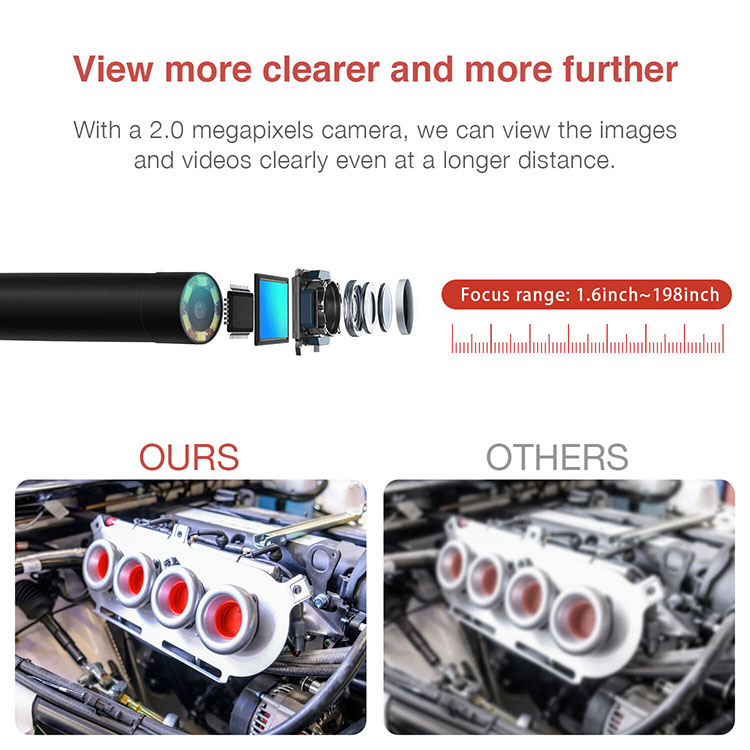 View more clearer and more further
With a 2.0 megapixels camera, we can view the images
and videos clearly even at a longer distance.
Focus range: 1.6inch~198inch
OURS
OTHERS